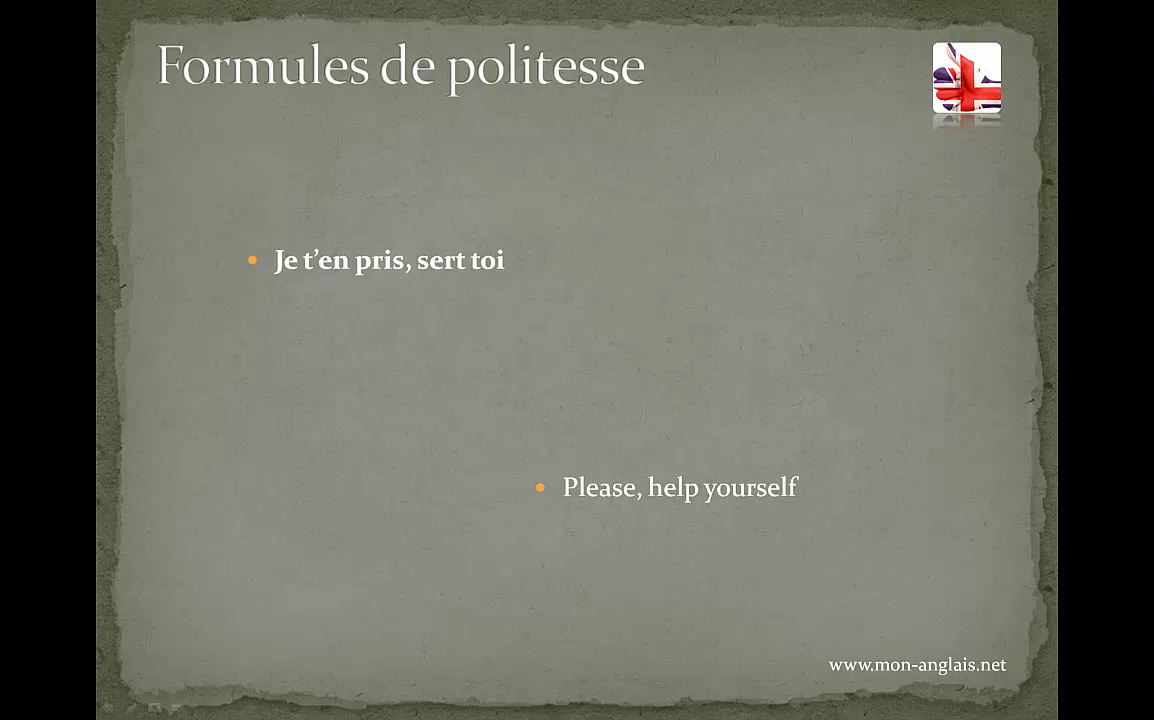 Formules de politesse
• Je t’en pris, sert toi
• Please, help yourself
www.mon-anglais.net